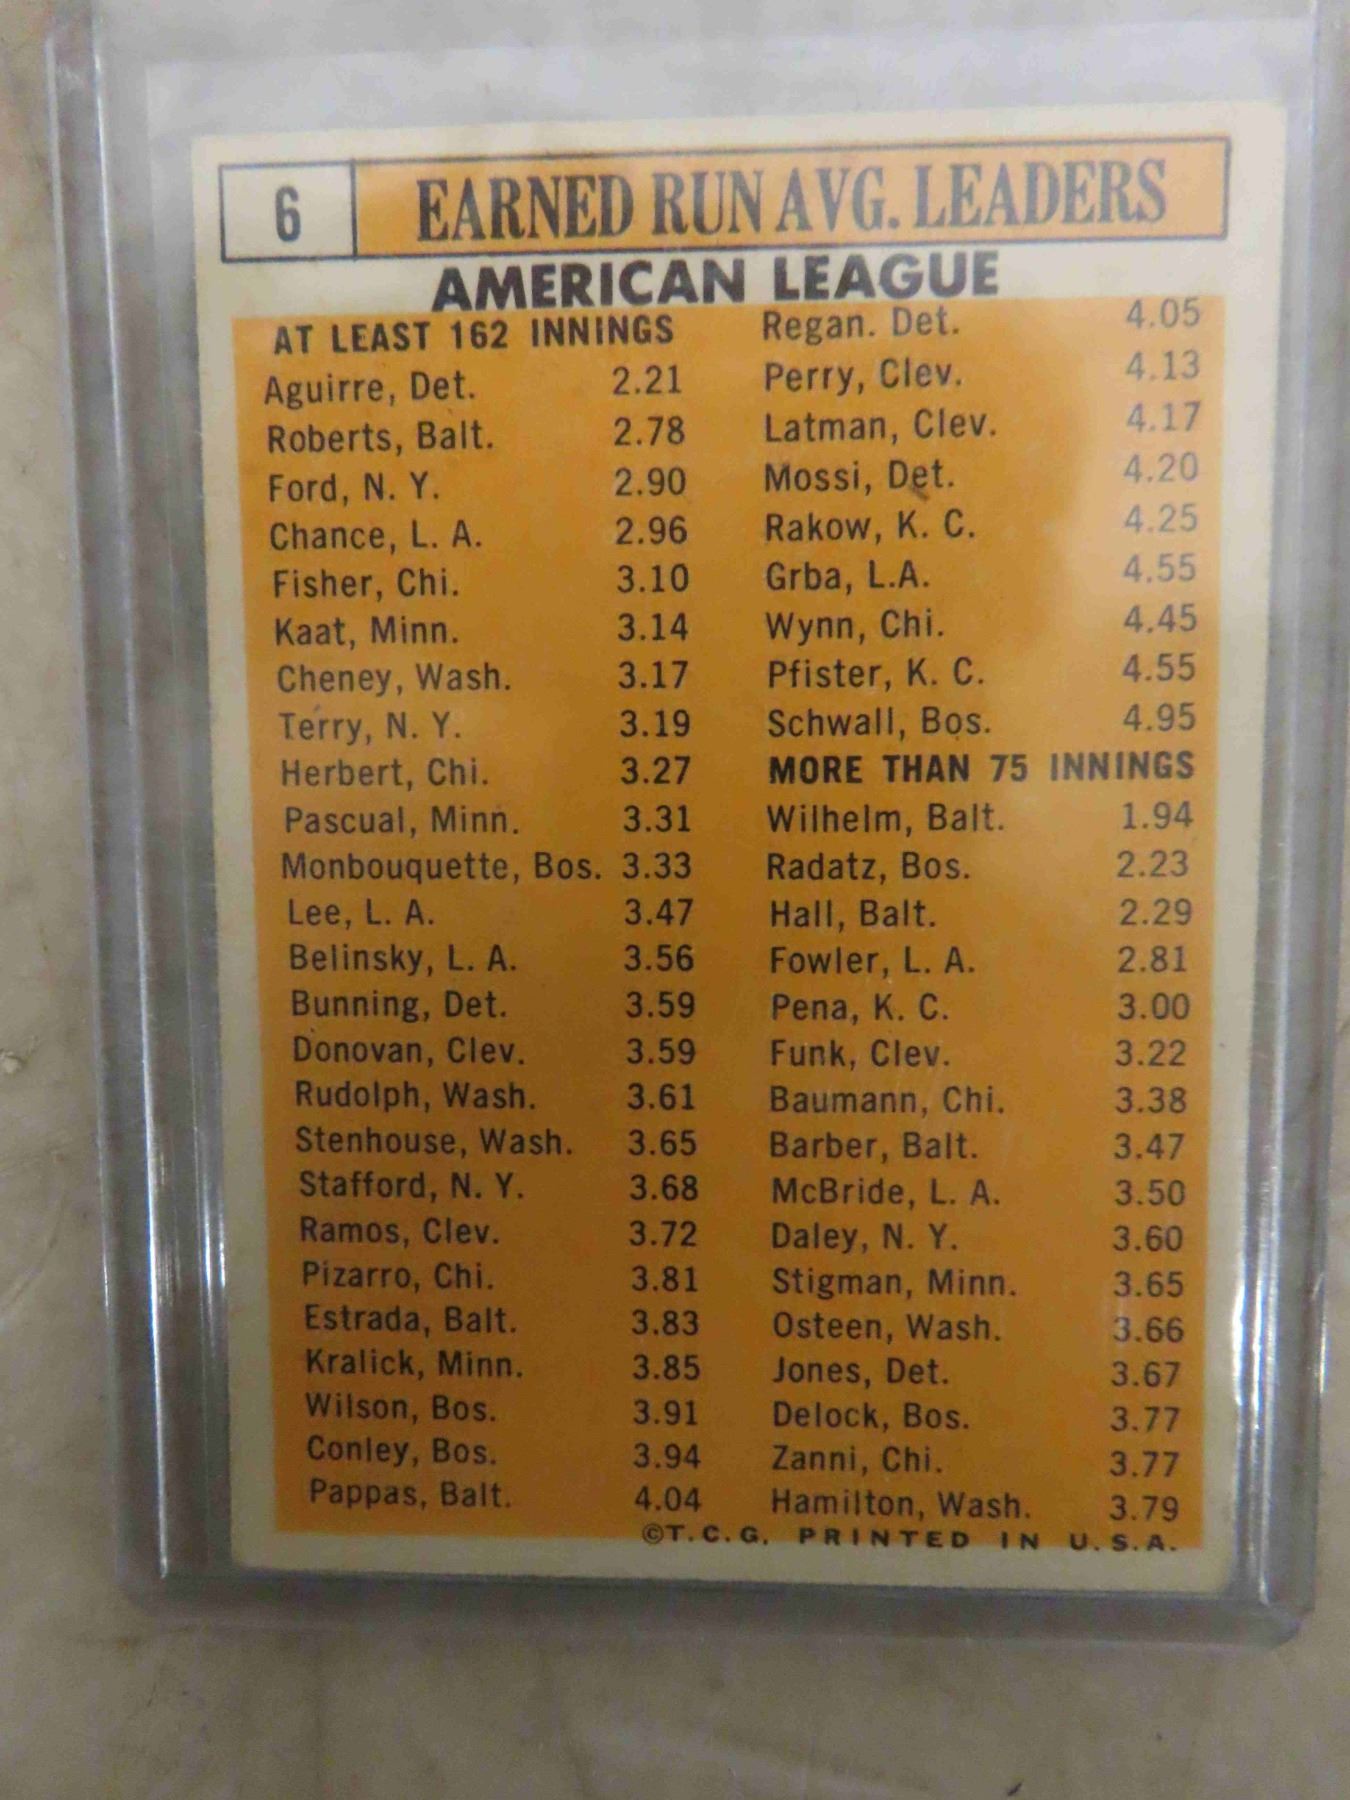 6
EARNED RUN AVG. LEADERS
AMERICAN LEAGUE
AT LEAST 162 INNINGS
Aguirre, Det. 2.21
Roberts, Balt. 2.78
Ford, N. Y. 2.90
Chance, L. A. 2.96
Fisher, Chi. 3.10
Kaat, Minn. 3.14
Cheney, Wash. 3.17
Terry, N. Y. 3.19
Herbert, Chi. 3.27
Pascual, Minn. 3.31
Monbouquette, Bos. 3.33
Lee, L. A. 3.47
Belinsky, L. A. 3.56
Bunning, Det. 3.59
Donovan, Clev. 3.59
Rudolph, Wash. 3.61
Stenhouse, Wash. 3.65
Stafford, N. Y. 3.68
Ramos, Clev. 3.72
Pizarro, Chi. 3.81
Estrada, Balt. 3.83
Kralick, Minn. 3.85
Wilson, Bos. 3.91
Conley, Bos. 3.94
Pappas, Balt. 4.04
Regan. Det. 4.05
Perry, Clev. 4.13
Latman, Clev. 4.17
Mossi, Det. 4.20
Rakow, K. C. 4.25
Grba, L.A. 4.55
Wynn, Chi. 4.45
Pfister, K. C. 4.55
Schwall, Bos. 4.95
MORE THAN 75 INNINGS
Wilhelm, Balt. 1.94
Radatz, Bos. 2.23
Hall, Balt. 2.29
Fowler, L. A. 2.81
Pena, K. C. 3.00
Funk, Clev. 3.22
Baumann, Chi. 3.38
Barber, Balt. 3.47
McBride, L. A. 3.50
Daley, N. Y. 3.60
Stigman, Minn. 3.65
Osteen, Wash. 3.66
Jones, Det. 3.67
Delock, Bos. 3.77
Zanni, Chi. 3.77
Hamilton, Wash. 3.79
©T.C.G. PRINTED IN U.S.A.